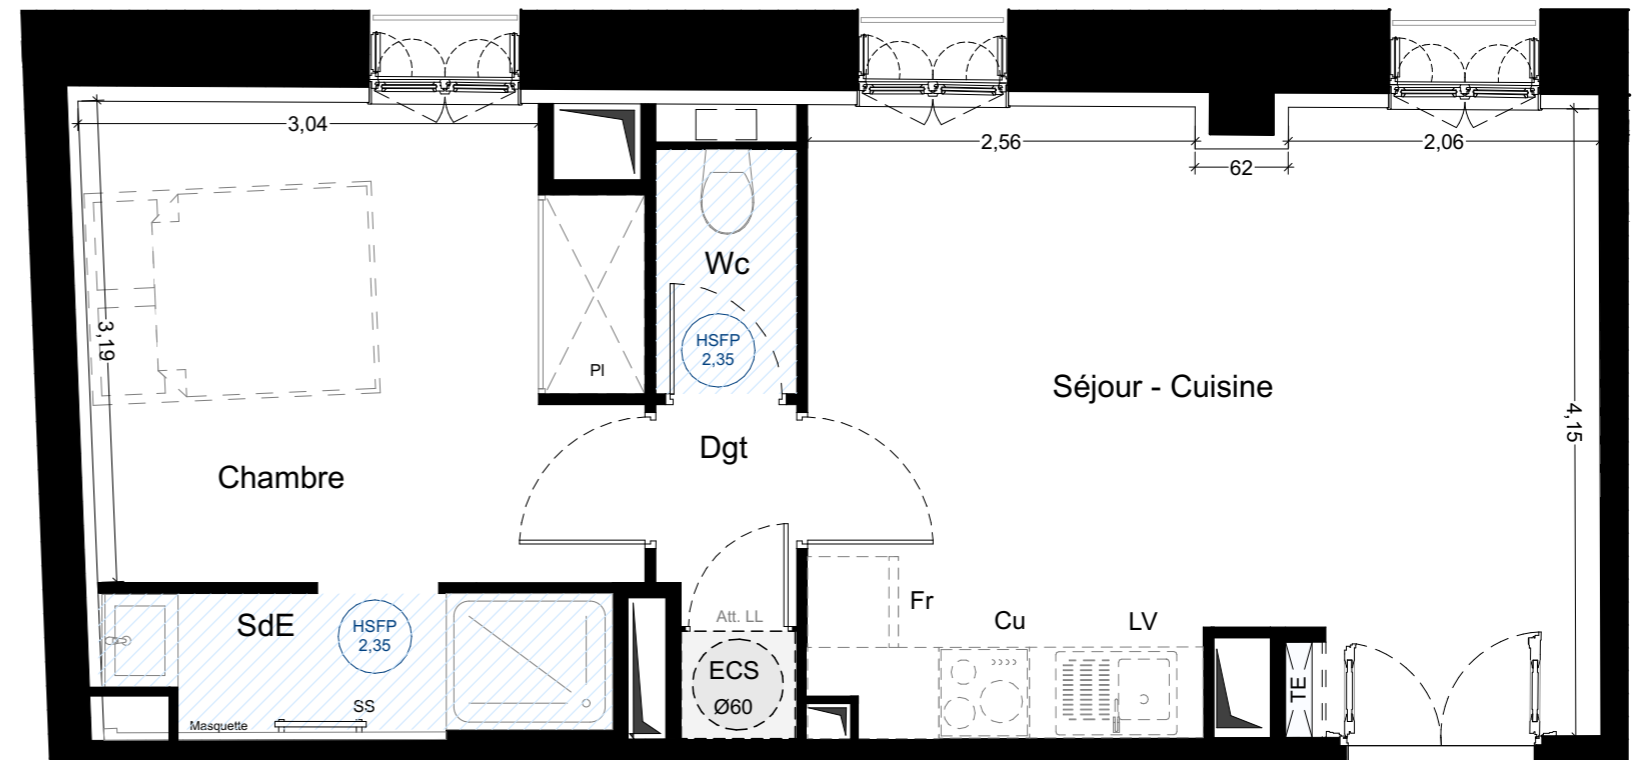 3,04
2,56
62
2,06
3,19
4,15
Wc
HSFP
2,35
Pl
Séjour - Cuisine
Dgt
Chambre
SdE
HSFP
2,35
Att. LL
Fr
Cu
LV
ECS
Ø60
TE
SS
Masquette